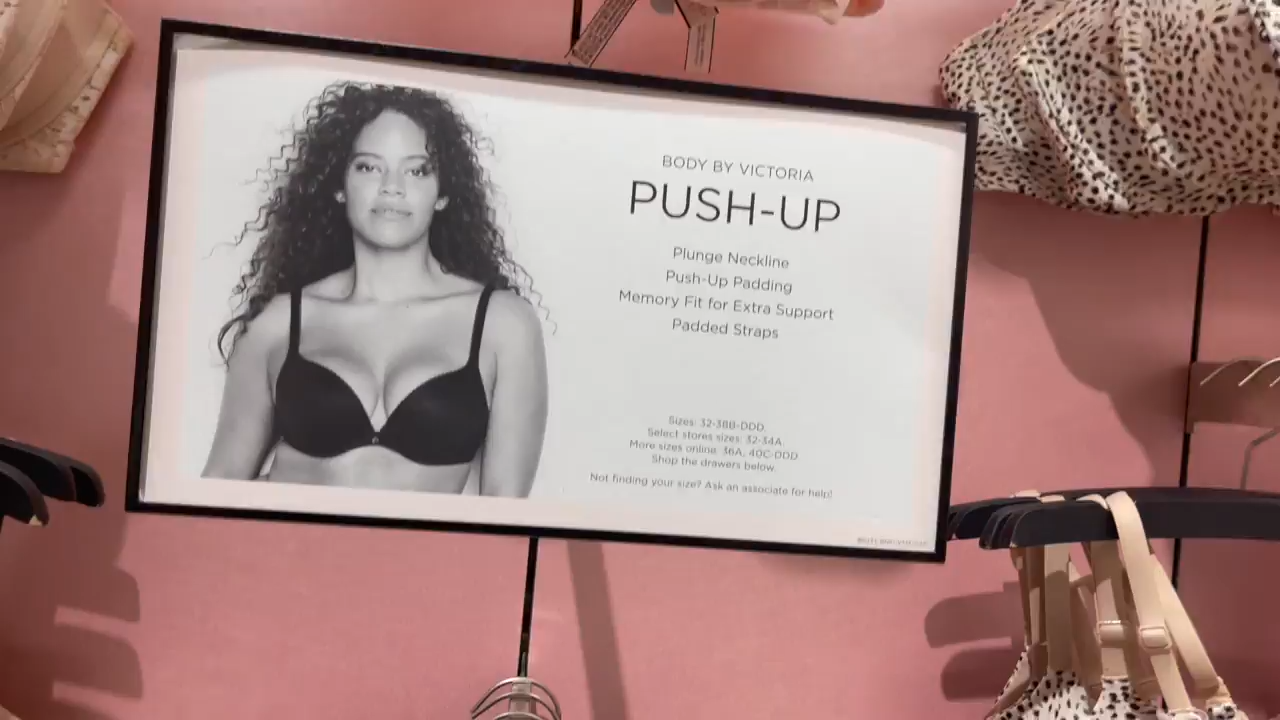 BODY BY VICTORIA
PUSH-UP
Plunge Neckline
Push-Up Padding
Memory Fit for Extra Support
Padded Straps
Sizes: 32-38B-DDD.
Select stores sizes: 32-34A.
More sizes online: 36A, 40C-DDD
Shop the drawers below.
Not finding your size? Ask an associate for help!